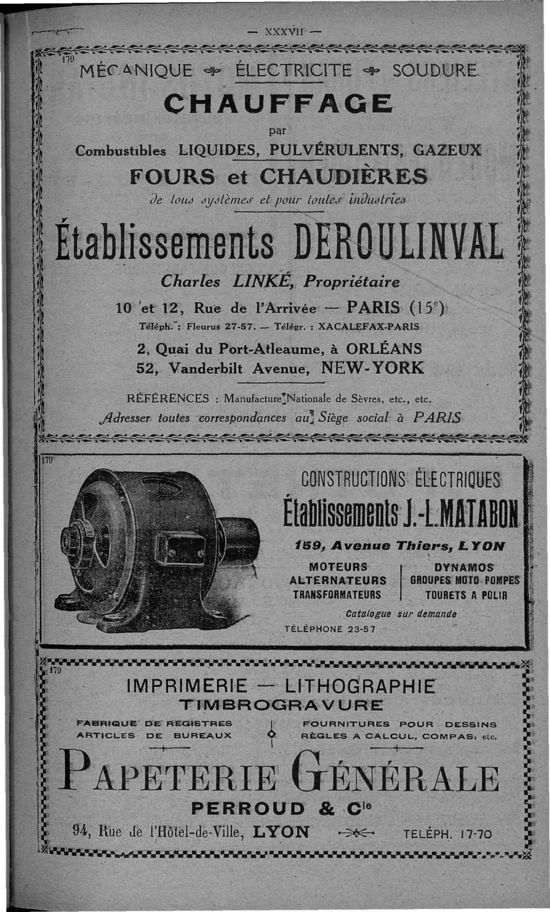 — XXXVII —
179
MÉCANIQUE ÉLECTRICITE SOUDURE
CHAUFFAGE
par
Combustibles LIQUIDES, PULVÉRULENTS, GAZEUX
FOURS et CHAUDIÈRES
de tous systèmes et pour toutes industries
Établissements DEROULINVAL
Charles LINKÉ, Propriétaire
10 et 12, Rue de l'Arrivée — PARIS (15e)
Téléph. : Fleurus 27-57. — Télégr. : XACALEFAX-PARIS
2, Quai du Port-Atleaume, à ORLÉANS
52, Vanderbilt Avenue, NEW-YORK
RÉFÉRENCES : Manufacture Nationale de Sèvres, etc., etc.
Adresser toutes correspondances au Siège social à PARIS
179
CONSTRUCTIONS ÉLECTRIQUES
Établissements J.-L. MATABON
159, Avenue Thiers, LYON
MOTEURS
ALTERNATEURS
TRANSFORMATEURS
DYNAMOS
GROUPES MOTO POMPES
TOURETS A POLIR
Catalogue sur demande
TÉLÉPHONE 23-57
179
IMPRIMERIE — LITHOGRAPHIE
TIMBROGRAVURE
FABRIQUE DE REGISTRES
ARTICLES DE BUREAUX
FOURNITURES POUR DESSINS
RÈGLES A CALCUL, COMPAS, etc.
PAPETERIE GÉNÉRALE
PERROUD & Cie
94, Rue de l'Hôtel-de-Ville, LYON TELÉPH. 17-70